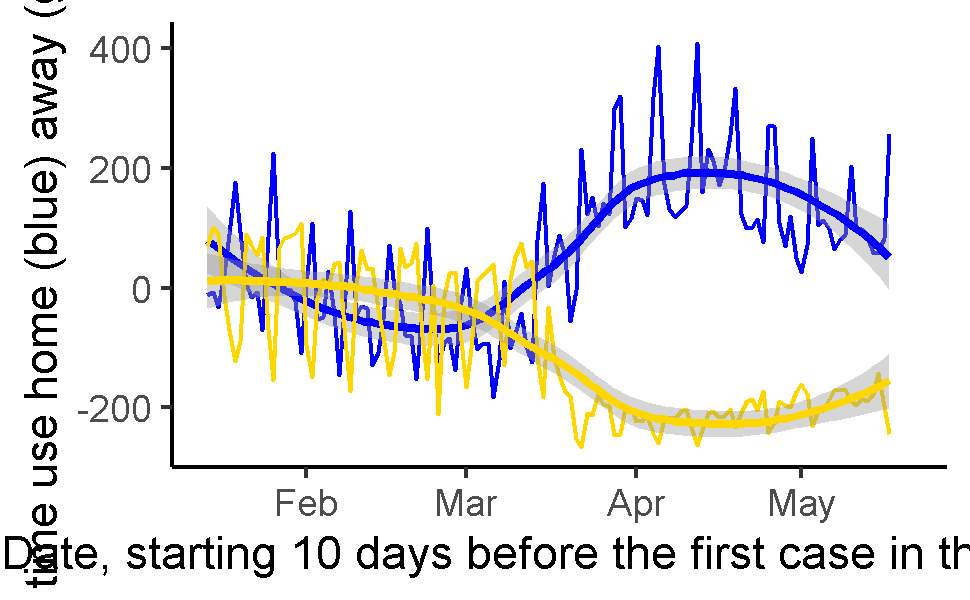 time use home (blue) away (
400
200
0
-200
Feb Mar Apr May
Date, starting 10 days before the first case in th